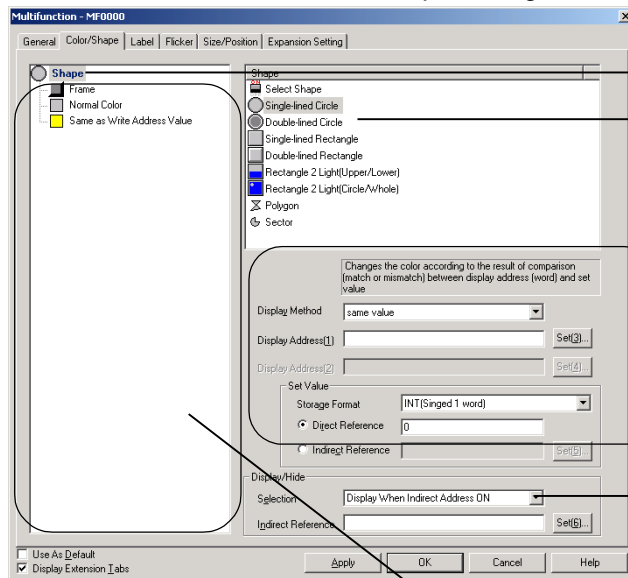 Multifunction - MF0000
General Color/Shape Label Flicker Size/Position Expansion Setting
Shape
Frame
Normal Color
Same as Write Address Value
Shape
Select Shape
Single-lined Circle
Double-lined Circle
Single-lined Rectangle
Double-lined Rectangle
Rectangle 2 Light(Upper/Lower)
Rectangle 2 Light(Circle/Whole)
Polygon
Sector
Changes the color according to the result of comparison
(match or mismatch) between display address (word) and set
value
Display Method same value
Display Address(1) Set(3)...
Display Address(2) Set(4)...
Set Value
Storage Format INT(Singed 1 word)
Direct Reference 0
Indirect Reference Set(5)...
Display/Hide
Selection Display When Indirect Address ON
Indirect Reference Set(6)...
Use As Default
Display Extension Tabs
Apply OK Cancel Help